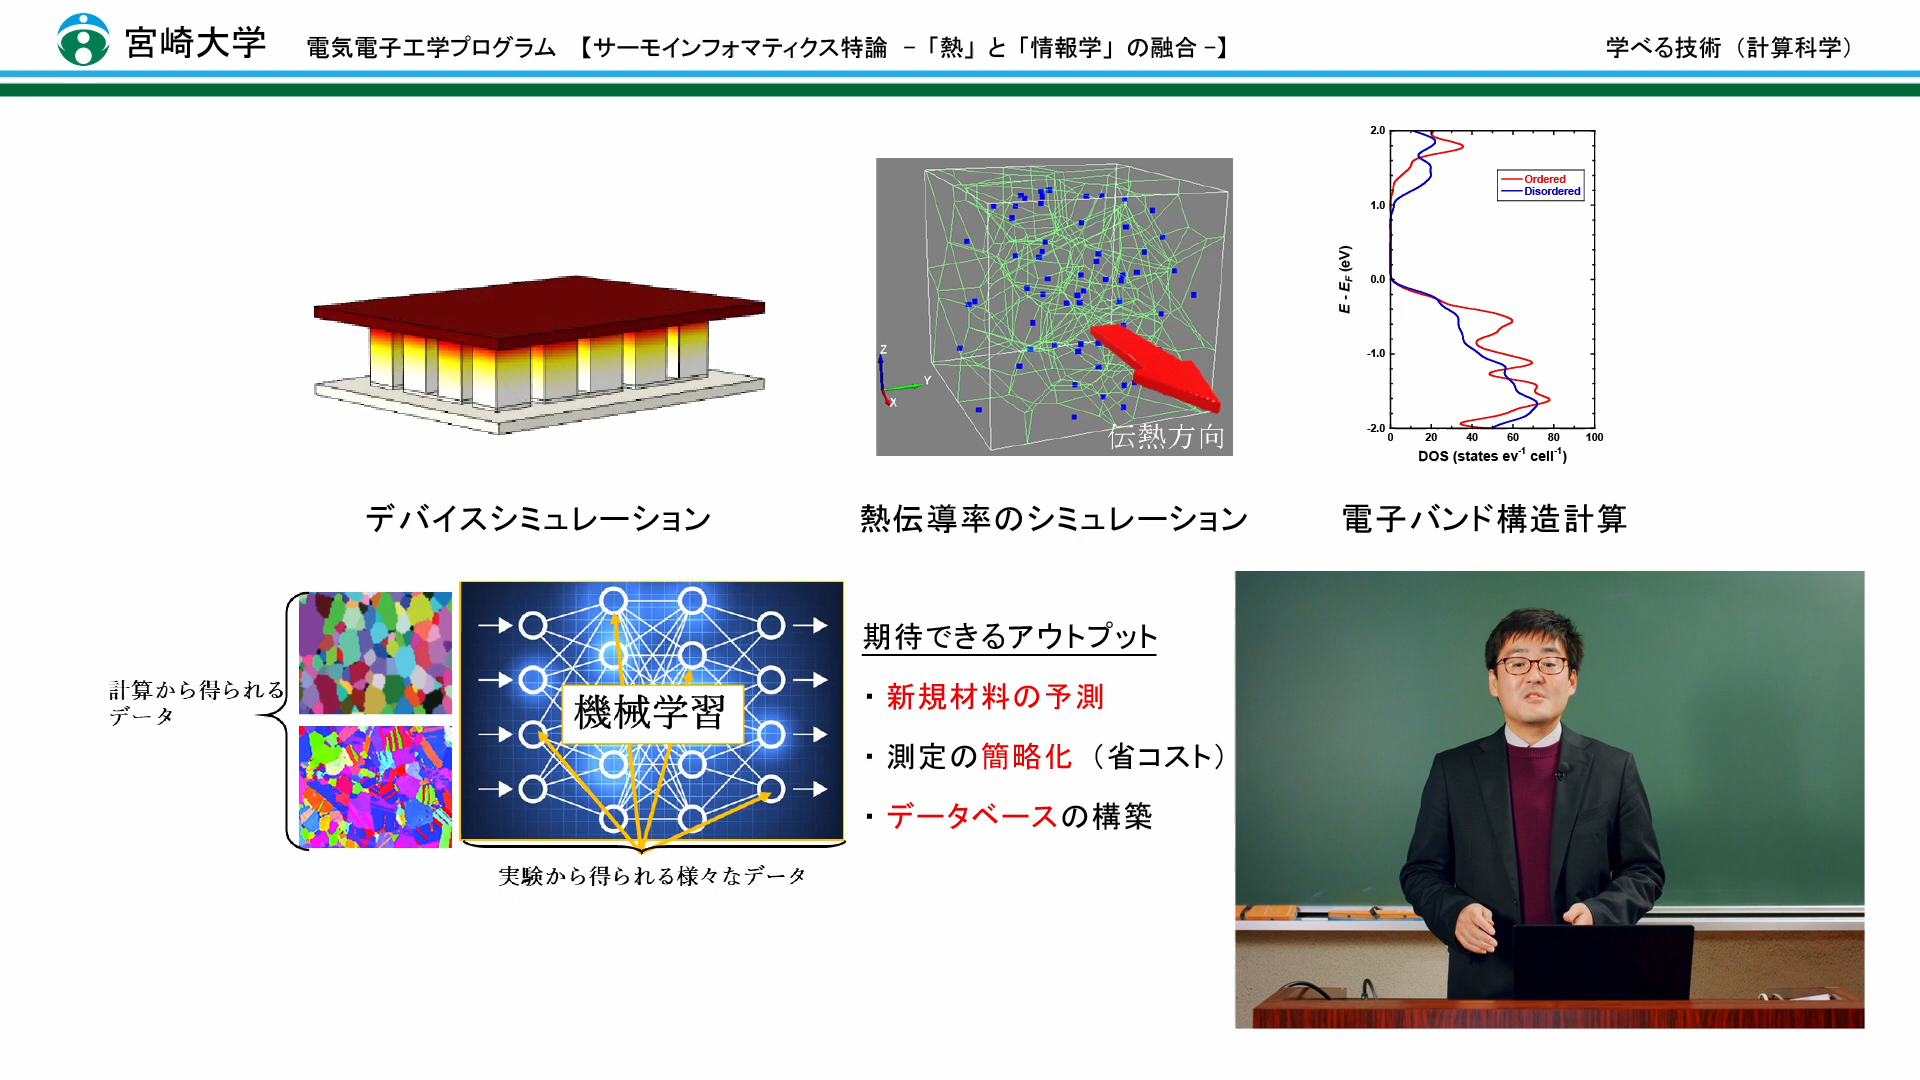 宮崎大学
電気電子工学プログラム 【サーモインフォマティクス特論 －「熱」と「情報学」の融合－】
学べる技術（計算科学）
Z
Y
X
伝熱方向
2.0
1.0
0.0
-1.0
-2.0
E - EF (eV)
Ordered
Disordered
0 20 40 60 80 100
DOS (states ev-1 cell-1)
デバイスシミュレーション
熱伝導率のシミュレーション
電子バンド構造計算
計算から得られる
データ
機械学習
実験から得られる様々なデータ
期待できるアウトプット
・新規材料の予測
・測定の簡略化（省コスト）
・データベースの構築